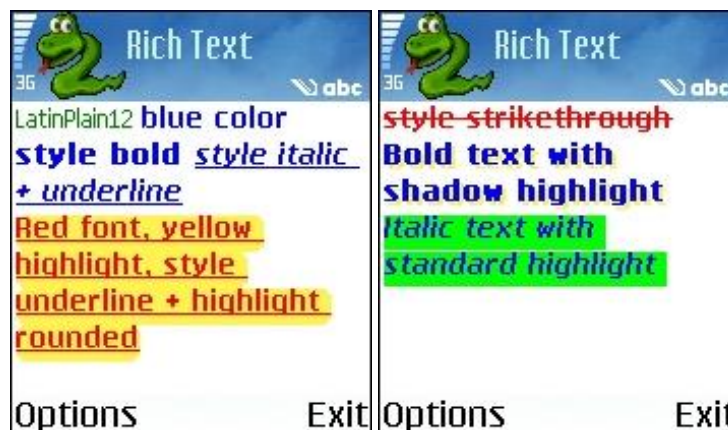 3G
Rich Text
abc
LatinPlain12 blue color
style bold style italic
+ underline
Red font, yellow
highlight, style
underline + highlight
rounded
Options Exit
3G
Rich Text
abc
style strikethrough
Bold text with
shadow highlight
Italic text with
standard highlight
Options Exit